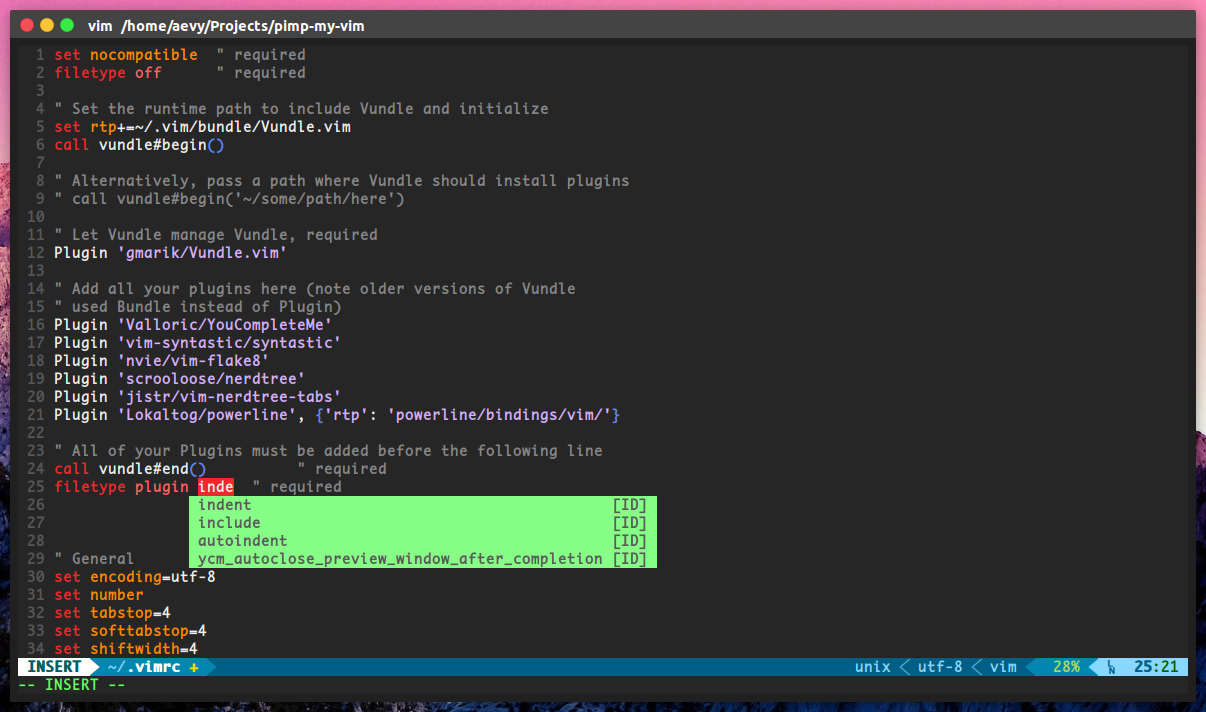 vim /home/aevy/Projects/pimp-my-vim
1 set nocompatible " required
2 filetype off " required
3
4 " Set the runtime path to include Vundle and initialize
5 set rtp+=~/.vim/bundle/Vundle.vim
6 call vundle#begin()
7
8 " Alternatively, pass a path where Vundle should install plugins
9 " call vundle#begin('~/some/path/here')
10
11 " Let Vundle manage Vundle, required
12 Plugin 'gmarik/Vundle.vim'
13
14 " Add all your plugins here (note older versions of Vundle
15 " used Bundle instead of Plugin)
16 Plugin 'Valloric/YouCompleteMe'
17 Plugin 'vim-syntastic/syntastic'
18 Plugin 'nvie/vim-flake8'
19 Plugin 'scrooloose/nerdtree'
20 Plugin 'jistr/vim-nerdtree-tabs'
21 Plugin 'Lokaltog/powerline', {'rtp': 'powerline/bindings/vim/'}
22
23 " All of your Plugins must be added before the following line
24 call vundle#end() " required
25 filetype plugin inde " required
26 indent [ID]
27 include [ID]
28 autoindent [ID]
29 " General ycm_autoclose_preview_window_after_completion [ID]
30 set encoding=utf-8
31 set number
32 set tabstop=4
33 set softtabstop=4
34 set shiftwidth=4
INSERT ~/.vimrc + unix utf-8 vim 28% LN 25:21
-- INSERT --